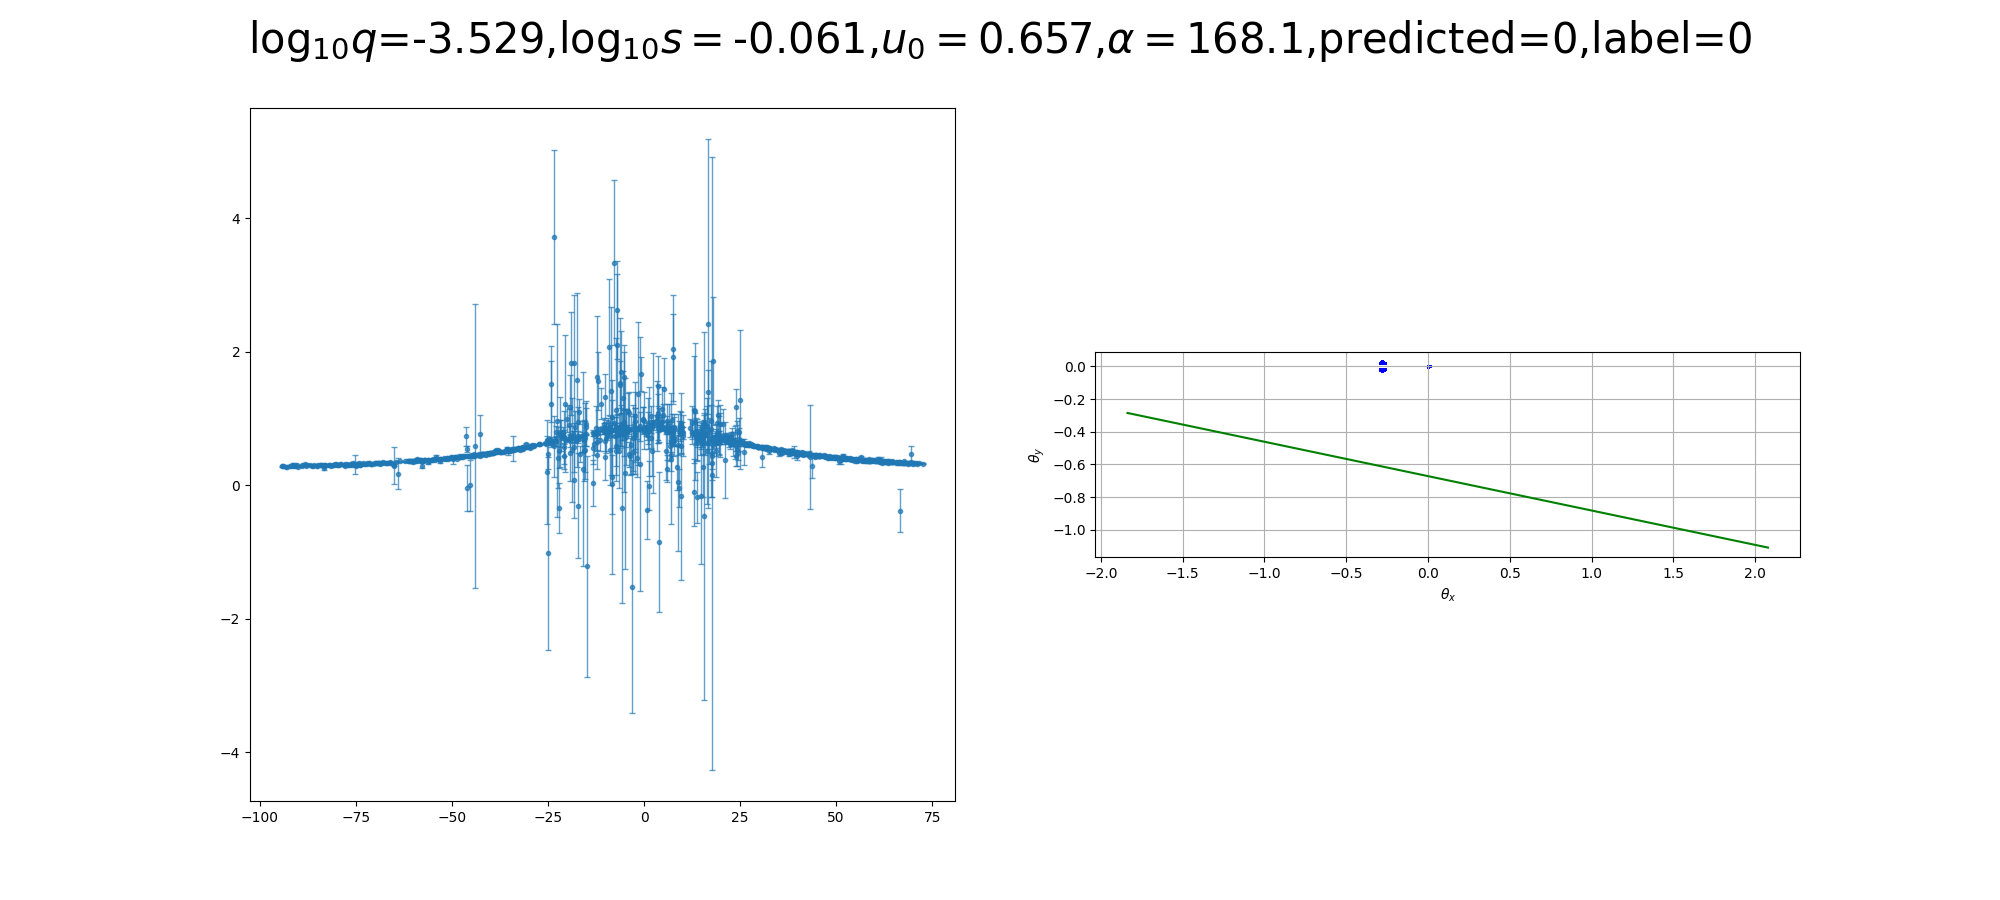 log₁₀q=-3.529,log₁₀s = -0.061,u₀ = 0.657,α = 168.1,predicted=0,label=0
4
2
0
−2
−4
−100 −75 −50 −25 0 25 50 75
0.0
−0.2
−0.4
−0.6
−0.8
−1.0
θy
−2.0 −1.5 −1.0 −0.5 0.0 0.5 1.0 1.5 2.0
θx